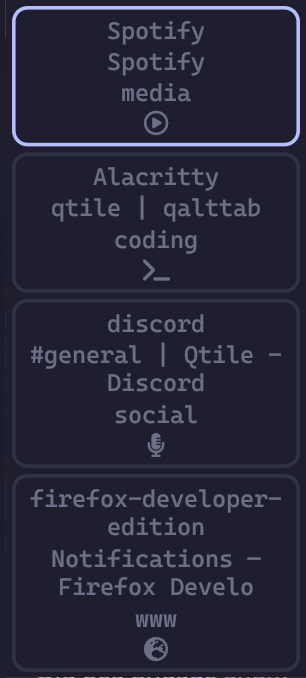 Spotify
Spotify
media
Alacritty
qtile | qalttab
coding
discord
#general | Qtile -
Discord
social
firefox-developer-
edition
Notifications —
Firefox Develo
www